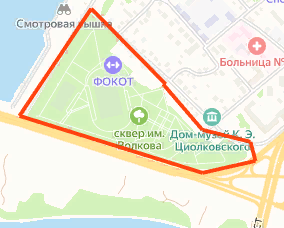 Смотровая вышка
Больница №
ФОКОТ
сквер им.
Волкова
Дом-музей К. Э.
Циолковского